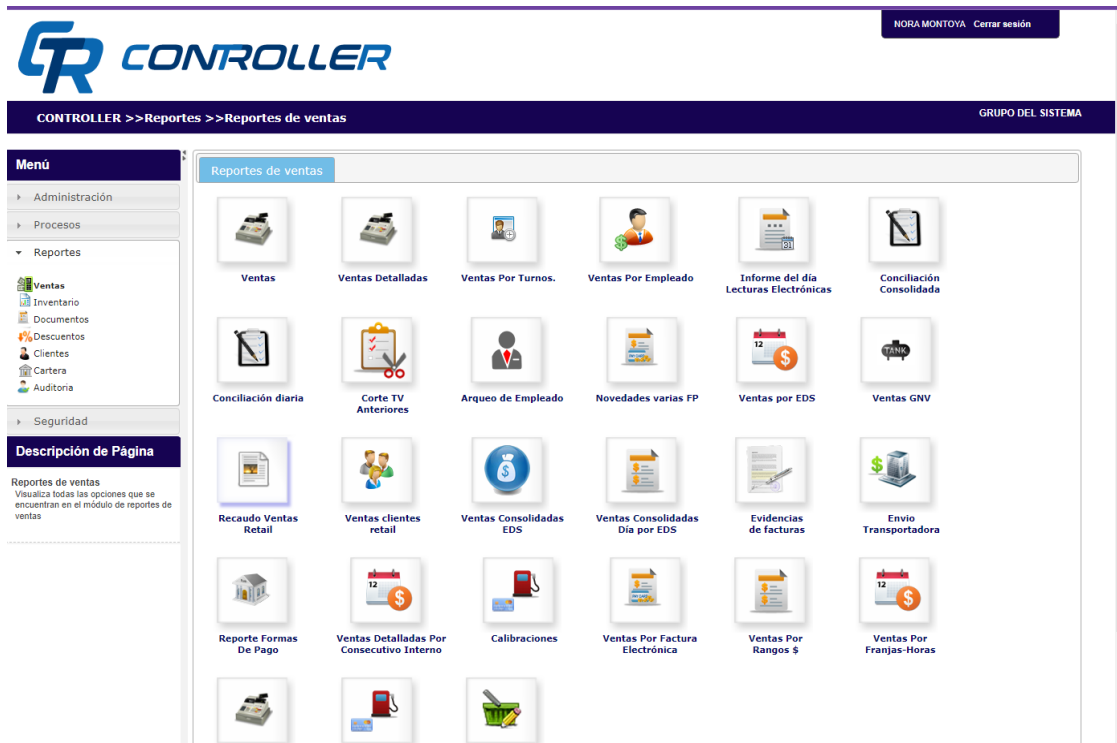 NORA MONTOYA Cerrar sesión
CONTROLLER
CONTROLLER >>Reportes >>Reportes de ventas
GRUPO DEL SISTEMA
Menú
Administración
Procesos
Reportes
Ventas
Inventario
Documentos
Descuentos
Clientes
Cartera
Auditoria
Seguridad
Descripción de Página
Reportes de ventas
Visualiza todas las opciones que se
encuentran en el módulo de reportes de
ventas
Reportes de ventas
Ventas
Ventas Detalladas
Ventas Por Turnos.
Ventas Por Empleado
Informe del día
Lecturas Electrónicas
Conciliación
Consolidada
Conciliación diaria
Corte TV
Anteriores
Arqueo de Empleado
Novedades varias FP
12
Ventas por EDS
TANK
Ventas GNV
Recaudo Ventas
Retail
Ventas clientes
retail
Ventas Consolidadas
EDS
Ventas Consolidadas
Día por EDS
Evidencias
de facturas
Envio
Transportadora
Reporte Formas
De Pago
12
Ventas Detalladas Por
Consecutivo Interno
Calibraciones
Ventas Por Factura
Electrónica
Ventas Por
Rangos $
12
Ventas Por
Franjas-Horas